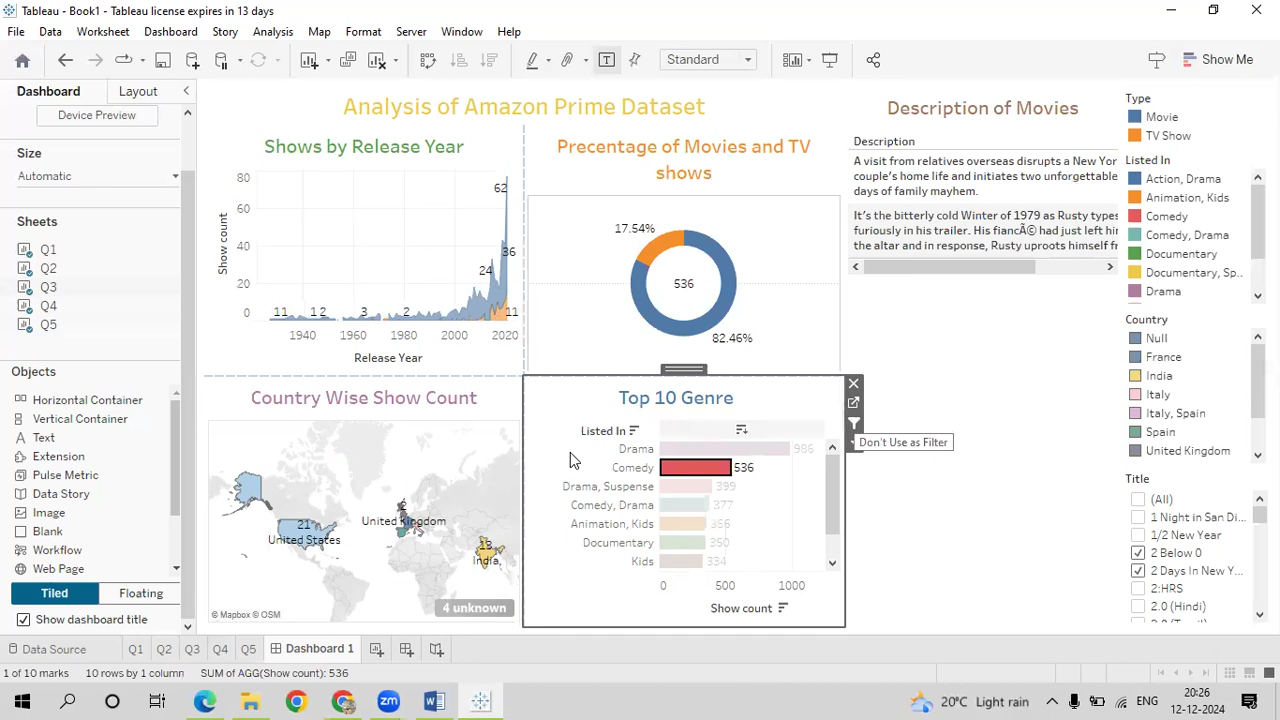 Tableau - Book1 - Tableau license expires in 13 days
File Data Worksheet Dashboard Story Analysis Map Format Server Window Help
Standard
Show Me
Dashboard Layout
Device Preview
Size
Automatic
Sheets
Q1
Q2
Q3
Q4
Q5
Objects
Horizontal Container
Vertical Container
Text
Extension
Pulse Metric
Data Story
Image
Blank
Workflow
Web Page
Tiled Floating
Show dashboard title
Analysis of Amazon Prime Dataset
Shows by Release Year
80
60
40
20
0
Show count
62
36
24
11 12 3 2 11
1940 1960 1980 2000 2020
Release Year
Precentage of Movies and TV
shows
17.54%
536
82.46%
Description of Movies
Description
A visit from relatives overseas disrupts a New Yor
couple's home life and initiates two unforgettable
days of family mayhem.
It's the bitterly cold Winter of 1979 as Rusty types
furiously in his trailer. His fiancÃ© had just left him
the altar and in response, Rusty uproots himself fr
Country Wise Show Count
21
United States
2
United Kingdom
13
India,
© Mapbox © OSM
4 unknown
Top 10 Genre
Listed In
Drama 986
Comedy 536
Drama, Suspense 399
Comedy, Drama 377
Animation, Kids 356
Documentary 350
Kids 334
0 500 1000
Show count
Don't Use as Filter
Type
Movie
TV Show
Listed In
Action, Drama
Animation, Kids
Comedy
Comedy, Drama
Documentary
Documentary, Sp...
Drama
Country
Null
France
India
Italy
Italy, Spain
Spain
United Kingdom
Title
(All)
1 Night in San Di...
1/2 New Year
2 Below 0
2 Days In New Y...
2:HRS
2.0 (Hindi)
Data Source Q1 Q2 Q3 Q4 Q5 Dashboard 1
1 of 10 marks 10 rows by 1 column SUM of AGG(Show count): 536
20°C Light rain
ENG
20:26
12-12-2024